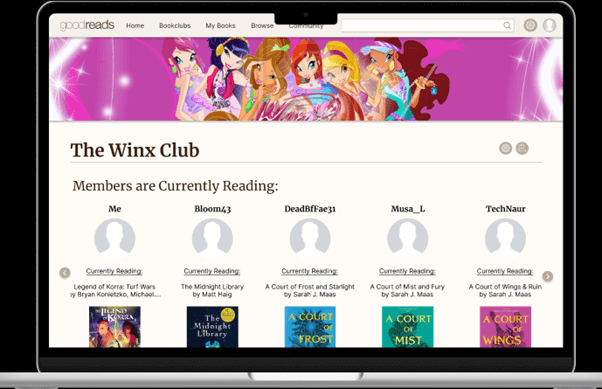 goodreads Home Bookclubs My Books Browse Community
Winx
The Winx Club
Members are Currently Reading:
Me Bloom43 DeadBfFae31 Musa_L TechNaur
Currently Reading: Currently Reading: Currently Reading: Currently Reading: Currently Reading:
Legend of Korra: Turf Wars The Midnight Library A Court of Frost and Starlight A Court of Mist and Fury A Court of Wings & Ruin
by Bryan Konietzko, Michael.... by Matt Haig by Sarah J. Maas by Sarah J. Maas by Sarah J. Maas
LEGEND OF KORRA
The Midnight Library
A COURT OF FROST
A COURT OF MIST
A COURT OF WINGS